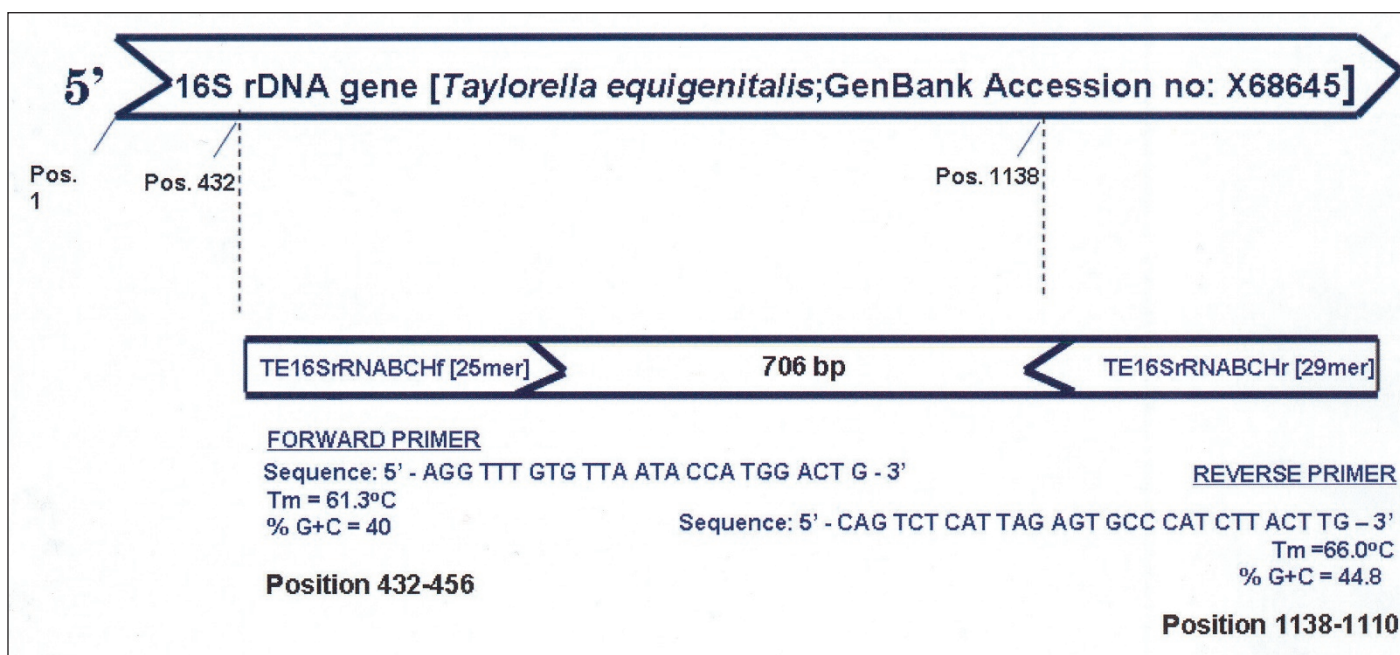 5’ 16S rDNA gene [Taylorella equigenitalis;GenBank Accession no: X68645]
Pos.
1
Pos. 432
Pos. 1138
TE16SrRNABCHf [25mer]
706 bp
TE16SrRNABCHr [29mer]
FORWARD PRIMER
Sequence: 5’ - AGG TTT GTG TTA ATA CCA TGG ACT G - 3’
Tm = 61.3ºC
% G+C = 40
Position 432-456
REVERSE PRIMER
Sequence: 5’ - CAG TCT CAT TAG AGT GCC CAT CTT ACT TG – 3’
Tm =66.0ºC
% G+C = 44.8
Position 1138-1110